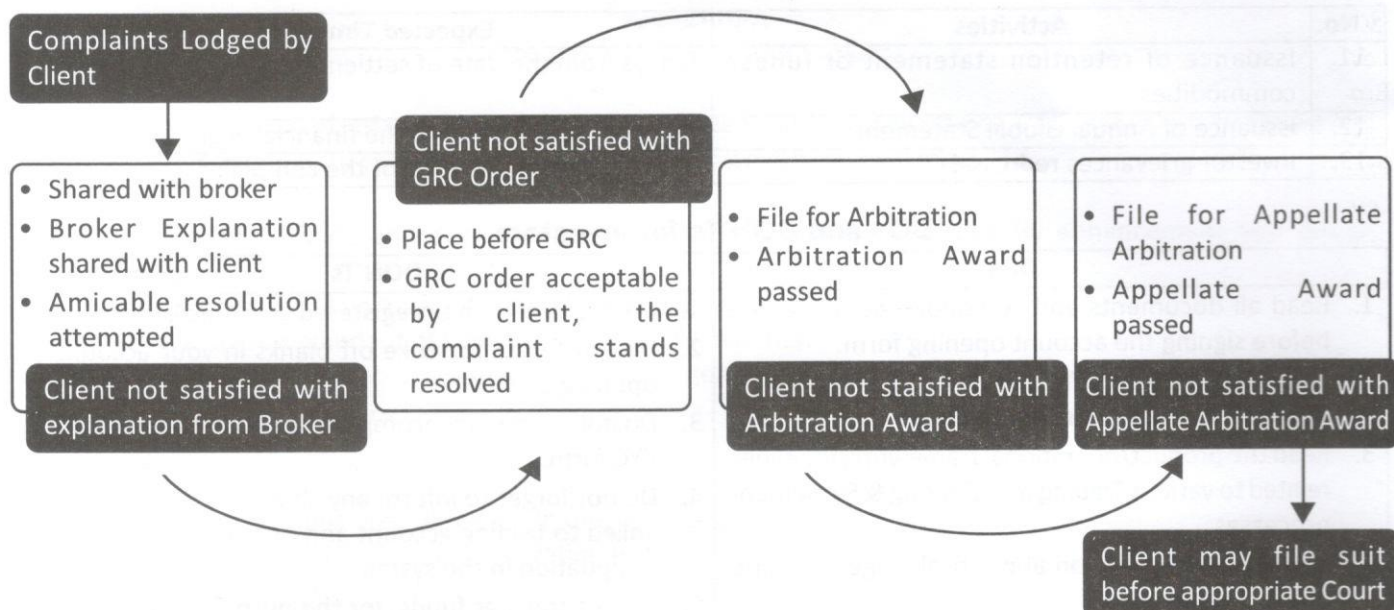 Complaints Lodged by
Client
• Shared with broker
• Broker Explanation
shared with client
• Amicable resolution
attempted
Client not satisfied with
explanation from Broker
Client not satisfied with
GRC Order
• Place before GRC
• GRC order acceptable
by client, the
complaint stands
resolved
• File for Arbitration
• Arbitration Award
passed
Client not staisfied with
Arbitration Award
• File for Appellate
Arbitration
• Appellate Award
passed
Client not satisfied with
Appellate Arbitration Award
Client may file suit
before appropriate Court